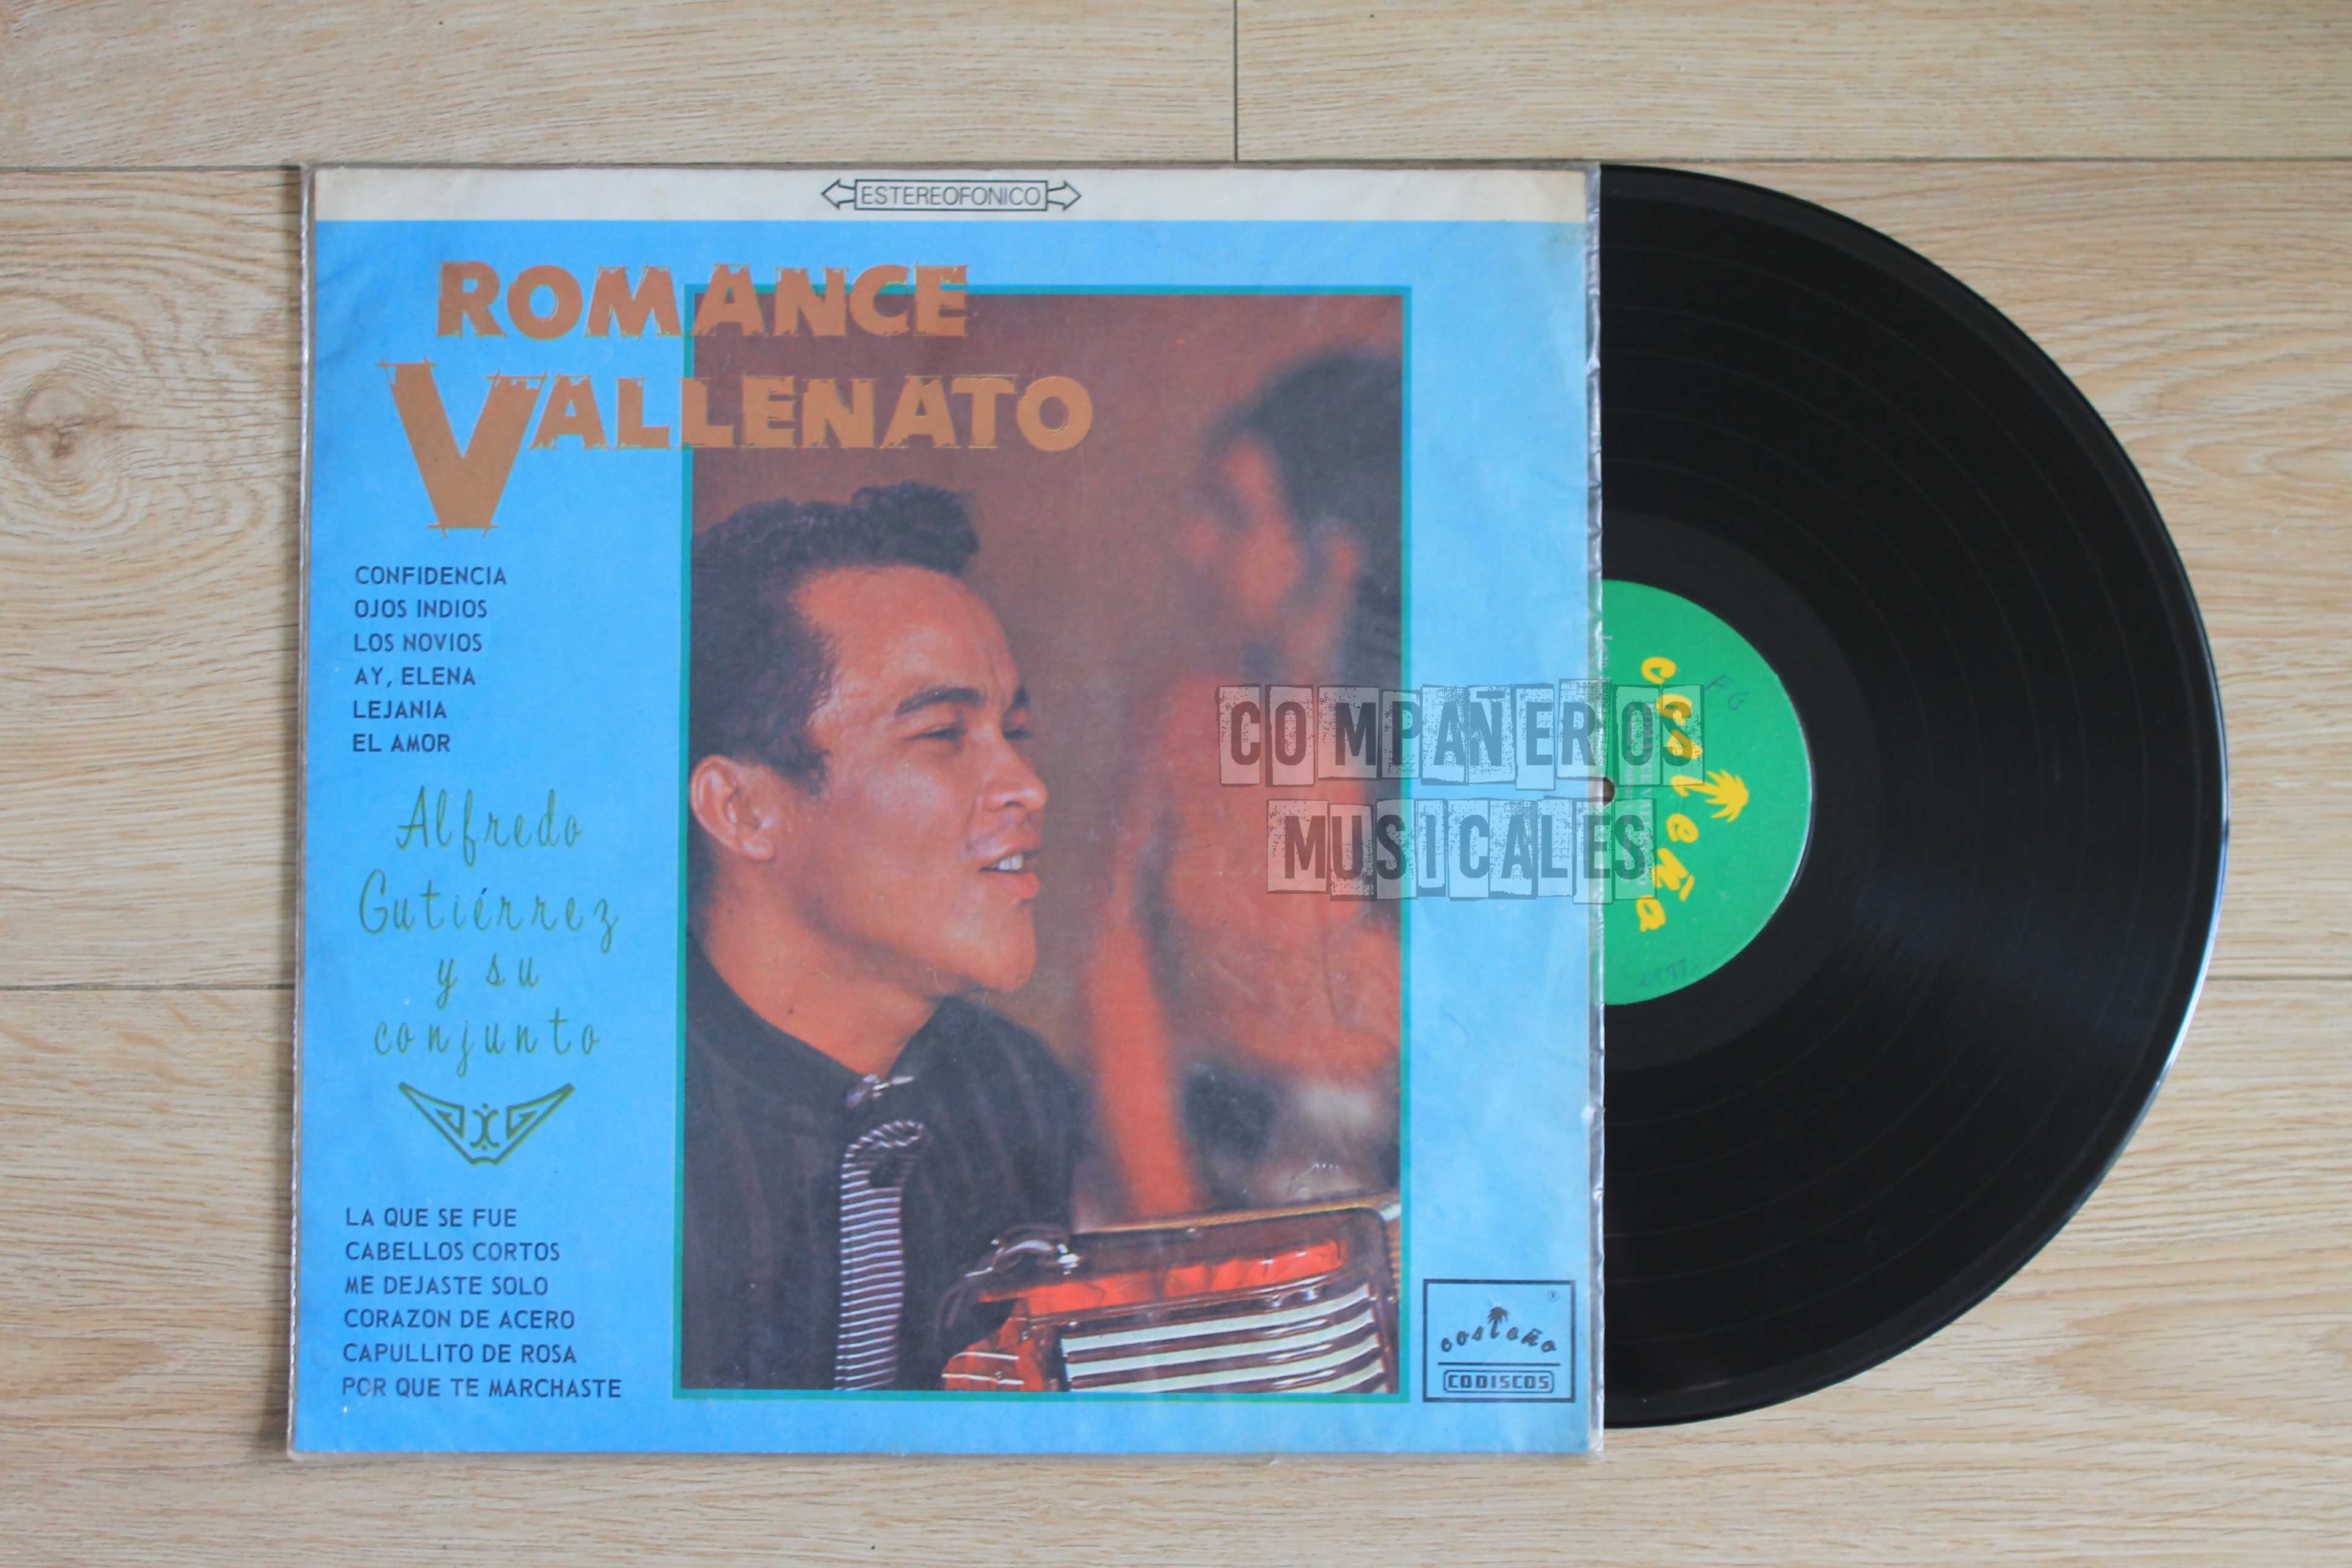 ESTEREOFONICO
ROMANCE
VALLENATO
CONFIDENCIA
OJOS INDIOS
LOS NOVIOS
AY, ELENA
LEJANIA
EL AMOR
Alfredo
Gutiérrez
y su
conjunto
LA QUE SE FUE
CABELLOS CORTOS
ME DEJASTE SOLO
CORAZON DE ACERO
CAPULLITO DE ROSA
POR QUE TE MARCHASTE
COMPAÑEROS
MUSICALES
costeño
FG
costeño
CODISCOS